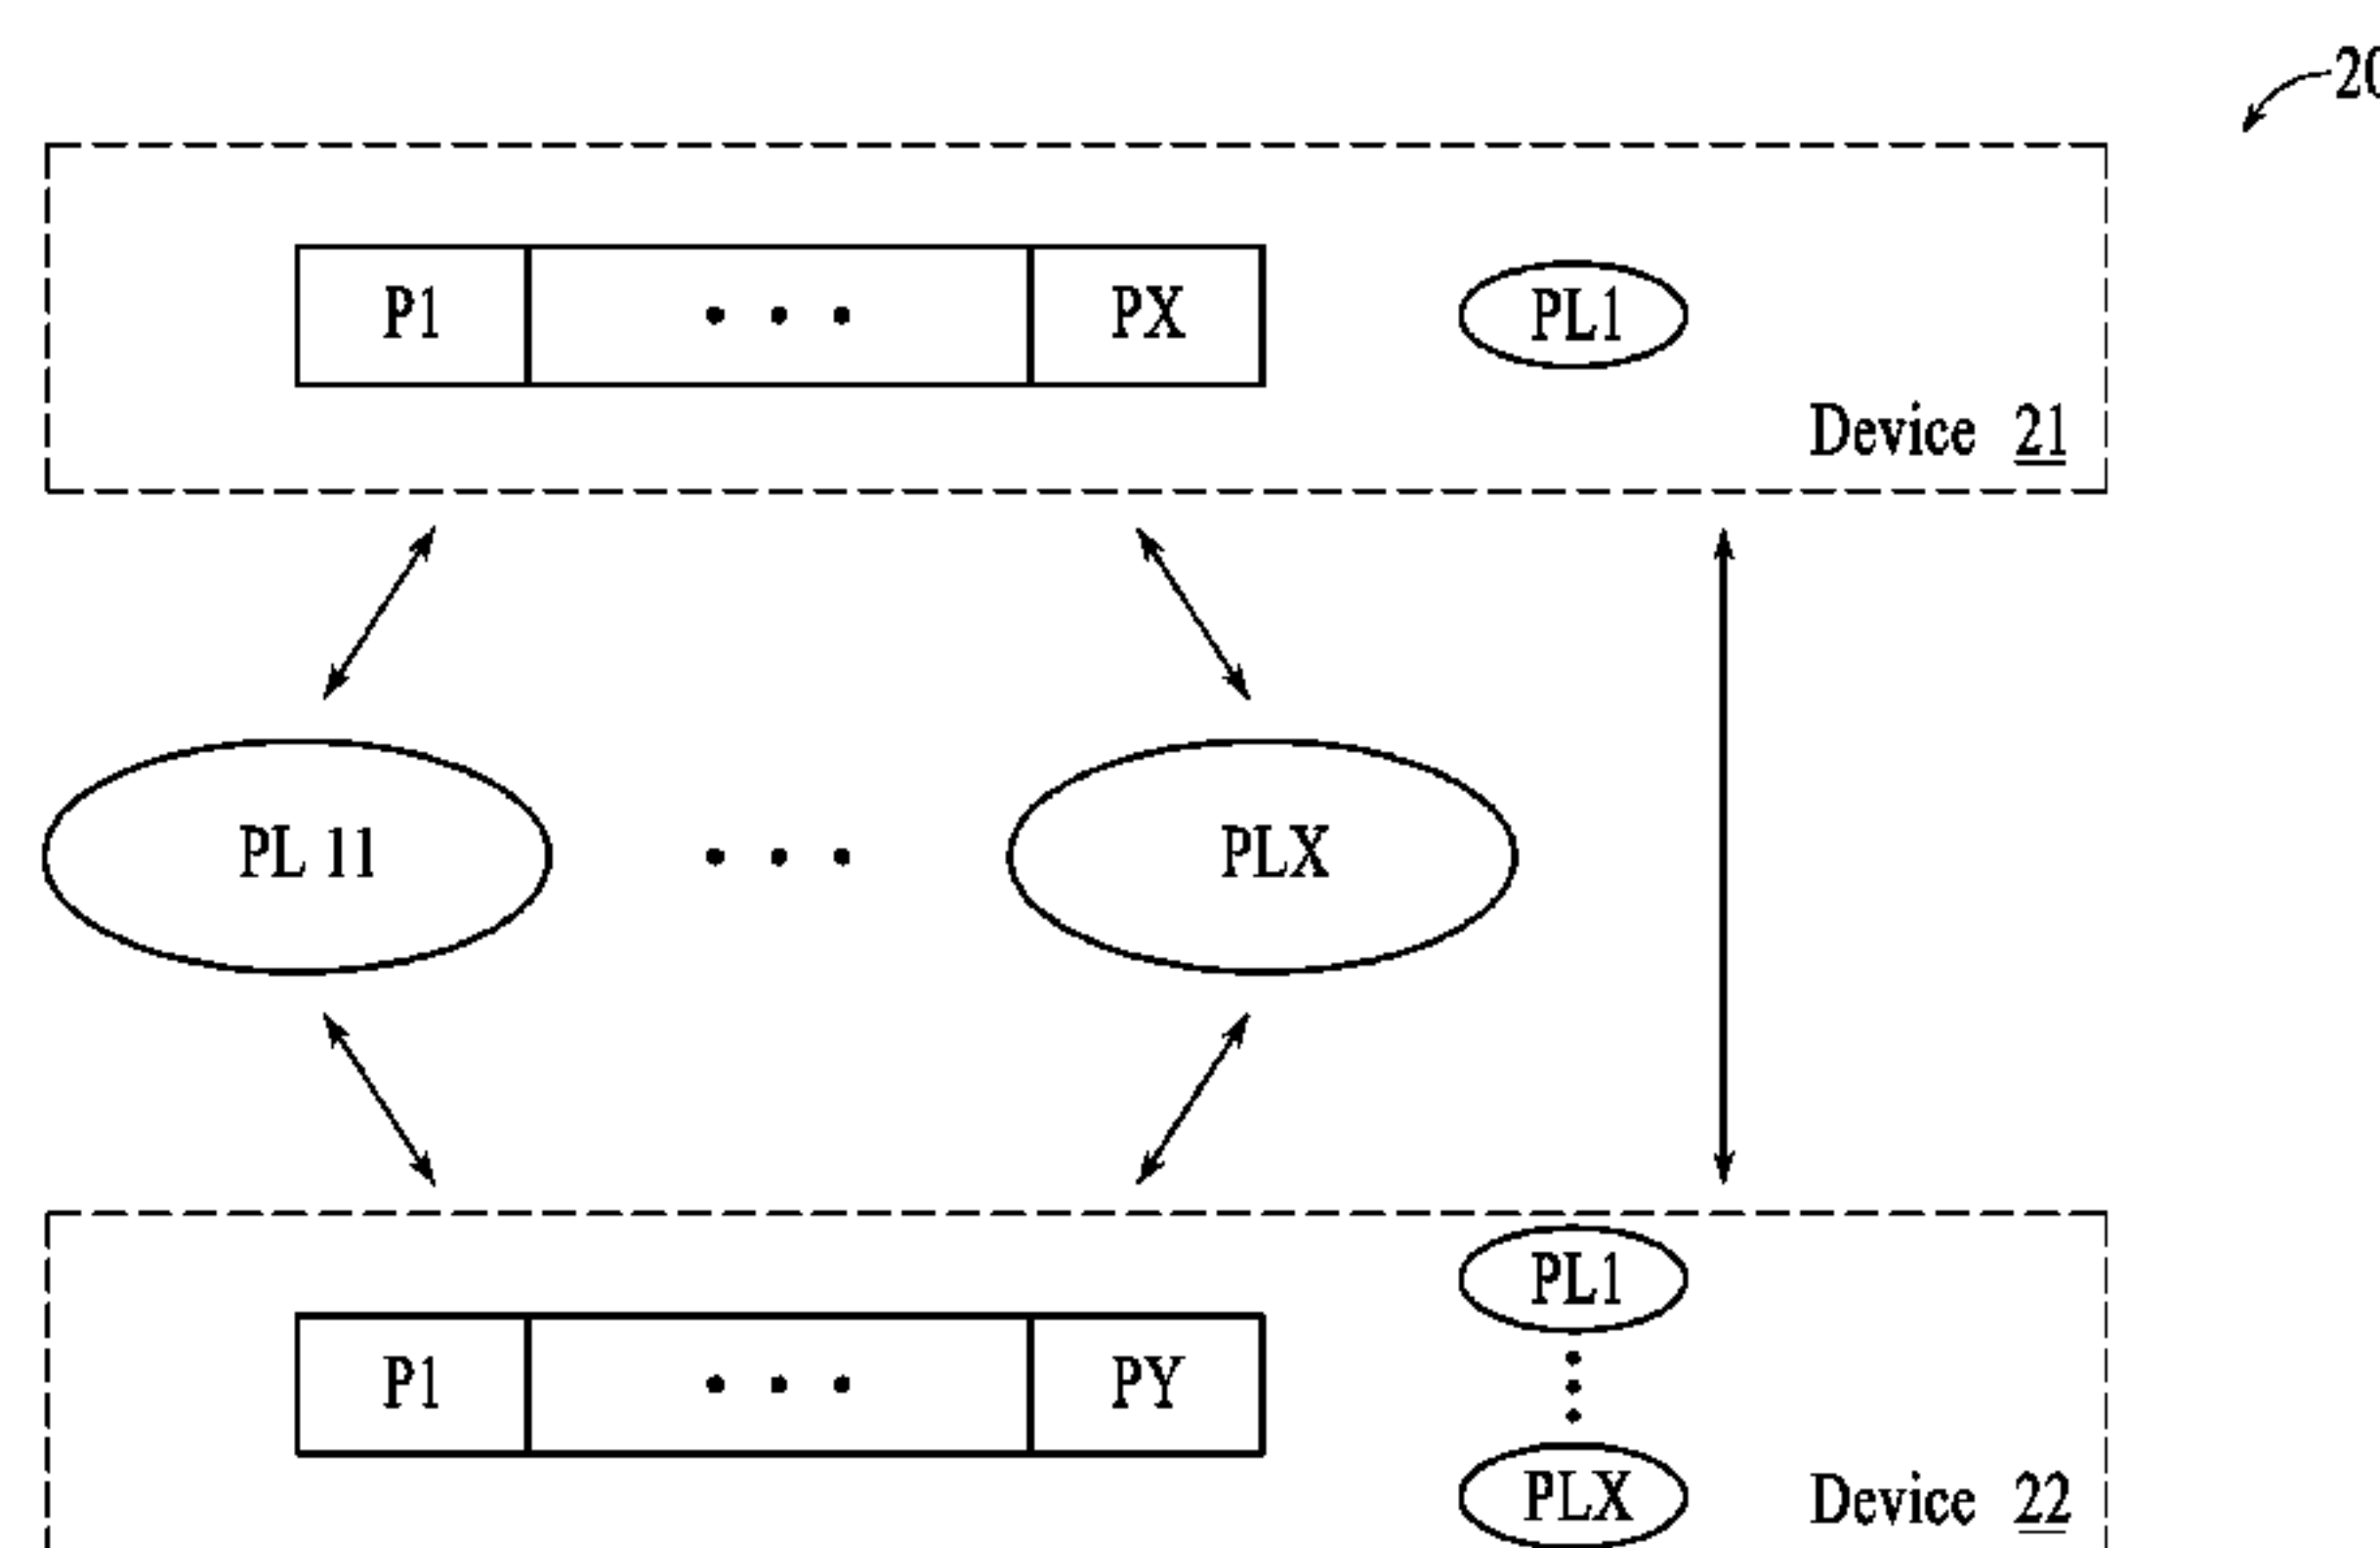 20
P1 • • • PX PL1
Device 21
PL 11 • • • PLX
PL1
P1 • • • PY
PLX
Device 22